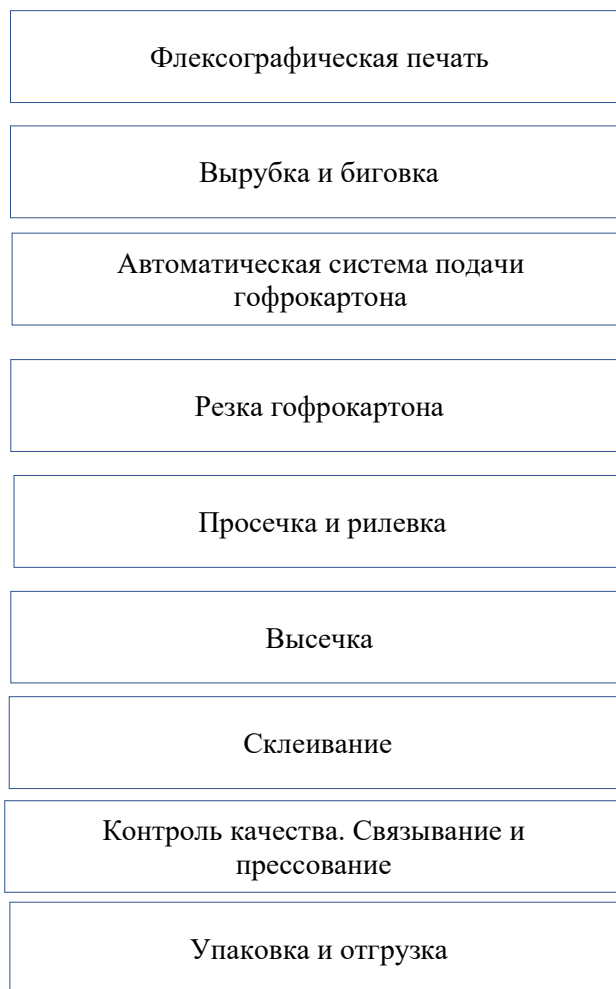 Флексографическая печать
Вырубка и биговка
Автоматическая система подачи
гофрокартона
Резка гофрокартона
Просечка и рилевка
Высечка
Склеивание
Контроль качества. Связывание и
прессование
Упаковка и отгрузка